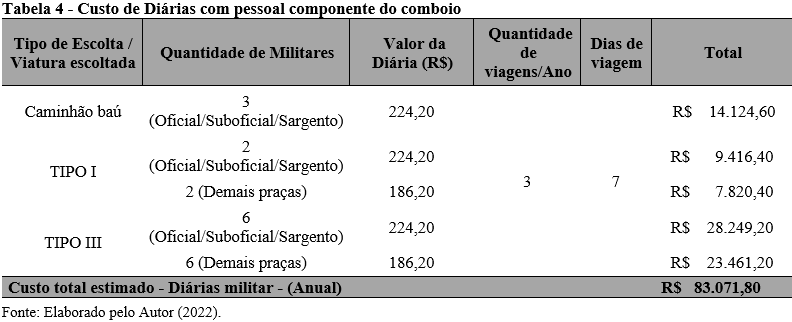 Tabela 4 - Custo de Diárias com pessoal componente do comboio
Tipo de Escolta / Viatura escoltada Quantidade de Militares Valor da Diária (R$) Quantidade de viagens/Ano Dias de viagem Total
Caminhão baú 3 (Oficial/Suboficial/Sargento) 224,20 R$ 14.124,60
TIPO I 2 (Oficial/Suboficial/Sargento) 224,20 R$ 9.416,40
2 (Demais praças) 186,20 3 7 R$ 7.820,40
TIPO III 6 (Oficial/Suboficial/Sargento) 224,20 R$ 28.249,20
6 (Demais praças) 186,20 R$ 23.461,20
Custo total estimado - Diárias militar - (Anual) R$ 83.071,80
Fonte: Elaborado pelo Autor (2022).